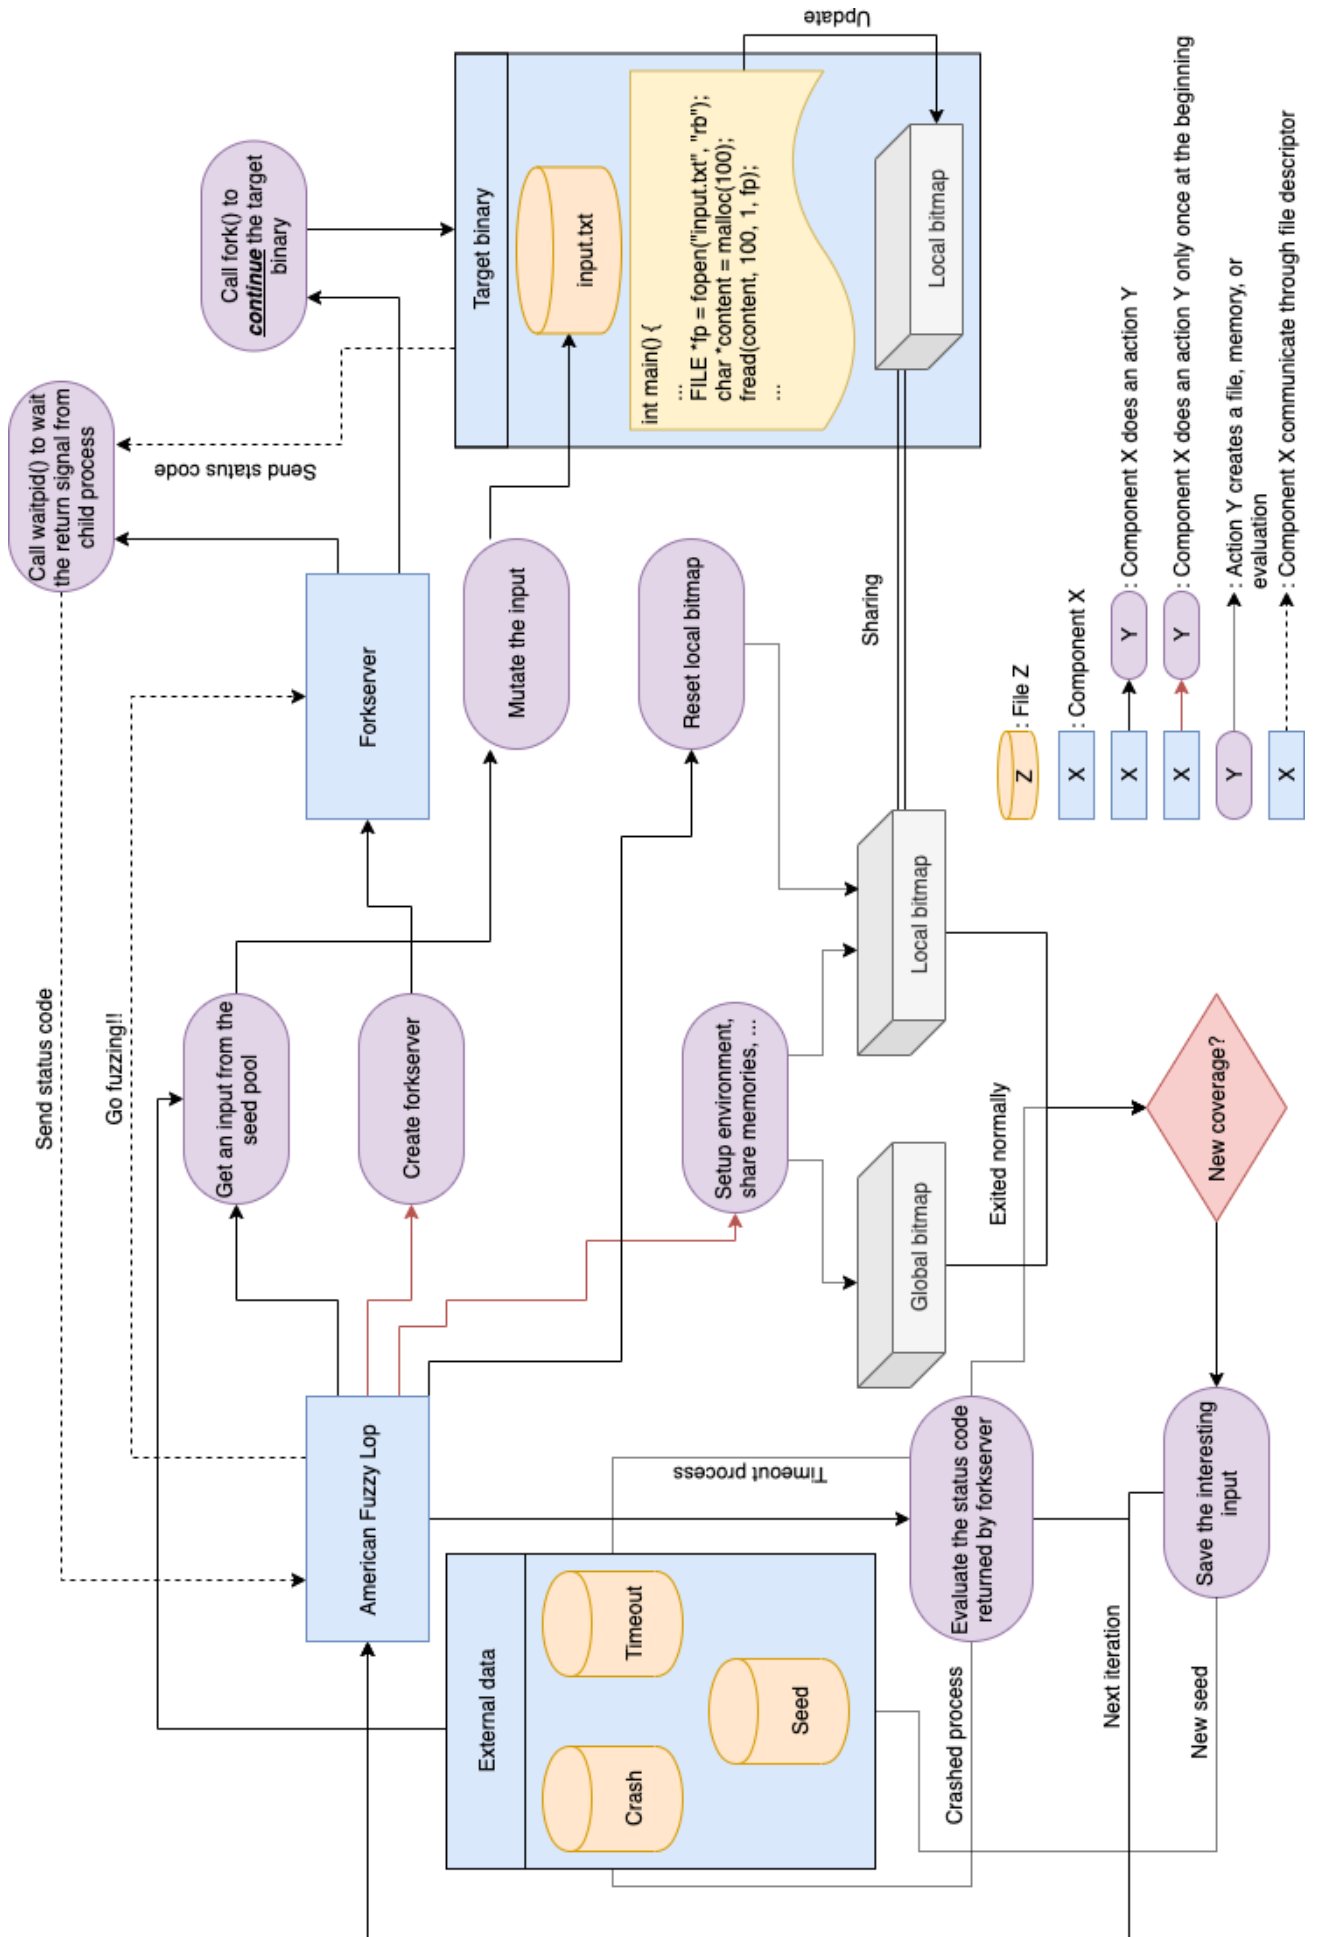 Send status code
Go fuzzing!!
Call waitpid() to wait
the return signal from
child process
Send status code
Call fork() to
continue the target
binary
Get an input from the
seed pool
Create forkserver
Forkserver
American Fuzzy Lop
Mutate the input
Reset local bitmap
Setup environment,
share memories, ...
External data
Crash
Timeout
Seed
Timeout process
Crashed process
Evaluate the status code
returned by forkserver
Global bitmap
Local bitmap
Sharing
Exited normally
New coverage?
Save the interesting
input
Next iteration
New seed
Target binary
input.txt
int main() {
...
FILE *fp = fopen("input.txt", "rb");
char *content = malloc(100);
fread(content, 100, 1, fp);
...
Update
Local bitmap
Z : File Z
X : Component X
X Y : Component X does an action Y
X Y : Component X does an action Y only once at the beginning
Y : Action Y creates a file, memory, or
evaluation
X : Component X communicate through file descriptor